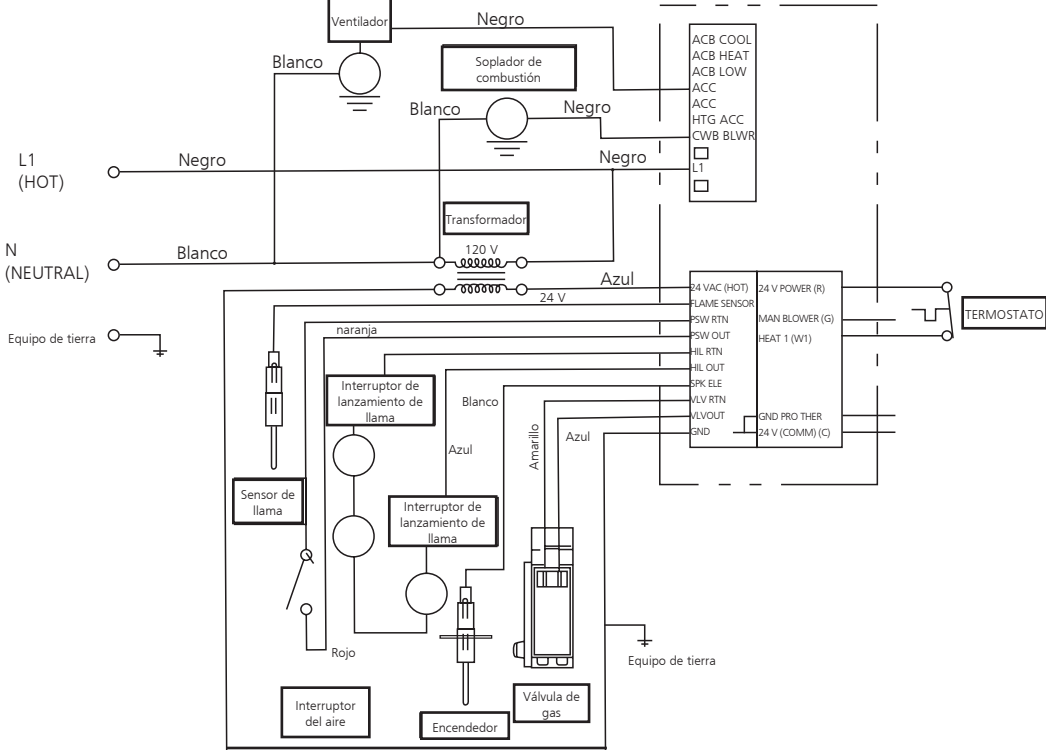 Ventilador
Negro
Blanco
Soplador de
combustión
Blanco
Negro
ACB COOL
ACB HEAT
ACB LOW
ACC
ACC
HTG ACC
CWB BLWR
L1
L1
(HOT)
Negro
Negro
Transformador
N
(NEUTRAL)
Blanco
120 V
24 V
Azul
Equipo de tierra
naranja
24 VAC (HOT)
FLAME SENSOR
PSW RTN
PSW OUT
HIL RTN
HIL OUT
SPK ELE
VLV RTN
VLVOUT
GND
24 V POWER (R)
MAN BLOWER (G)
HEAT 1 (W1)
GND PRO THER
24 V (COMM) (C)
TERMOSTATO
Interruptor de
lanzamiento de
llama
Blanco
Azul
Amarillo
Azul
Sensor de
llama
Interruptor de
lanzamiento de
llama
Rojo
Equipo de tierra
Interruptor
del aire
Encendedor
Válvula de
gas